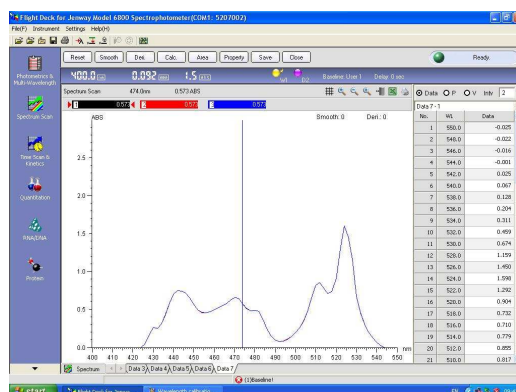 Flight Deck for Jenway Model 6800 Spectrophotometer(COM1: 5207002)
File(F) Instrument Settings Help(H)
Reset Smooth Deri. Calc. Area Property Save Close Ready.
400.0 nm 0.092 ABS 1.5 W1 D2 Baseline: User 1 Delay: 0 sec
Photometrics & Multi-Wavelength
Spectrum Scan
Time Scan & Kinetics
Quantitation
RNA/DNA
Protein
Spectrum Scan 474.0nm 0.573 ABS
1 0.573 2 0.573 3 0.573
ABS Smooth: 0 Deri.: 0
2.5
2.0
1.5
1.0
0.5
0.0
400 410 420 430 440 450 460 470 480 490 500 510 520 530 540 550 nm
Spectrum Data 3 Data 4 Data 5 Data 6 Data 7
Data P V Intv 2
Data 7 - 1
No. WL Data
1 550.0 -0.025
2 548.0 -0.022
3 546.0 -0.016
4 544.0 -0.001
5 542.0 0.025
6 540.0 0.067
7 538.0 0.128
8 536.0 0.204
9 534.0 0.311
10 532.0 0.459
11 530.0 0.674
12 528.0 1.159
13 526.0 1.450
14 524.0 1.598
15 522.0 1.292
16 520.0 0.904
17 518.0 0.732
18 516.0 0.710
19 514.0 0.779
20 512.0 0.855
21 510.0 0.817
(1)Baseline!
start Flight Deck for Jenway Wavelength calibratio EN